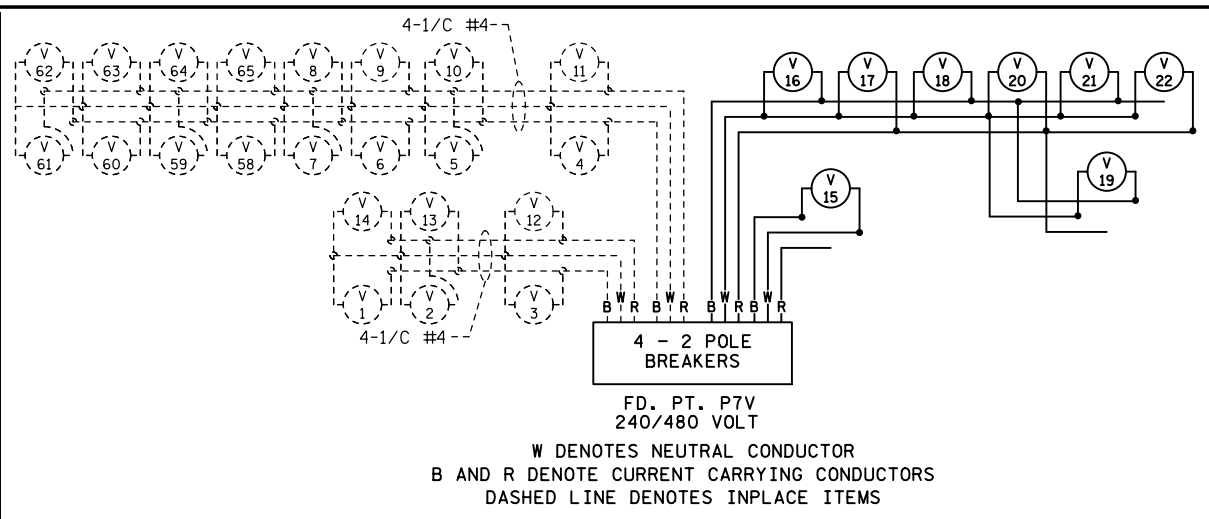 4-1/C #4
V 62 V 63 V 64 V 65 V 8 V 9 V 10 V 11
V 16 V 17 V 18 V 20 V 21 V 22
V 61 V 60 V 59 V 58 V 7 V 6 V 5 V 4
V 19
V 15
V 14 V 13 V 12
V 1 V 2 V 3
B W R B W R B W R B W R
4-1/C #4
4 - 2 POLE
BREAKERS
FD. PT. P7V
240/480 VOLT
W DENOTES NEUTRAL CONDUCTOR
B AND R DENOTE CURRENT CARRYING CONDUCTORS
DASHED LINE DENOTES INPLACE ITEMS